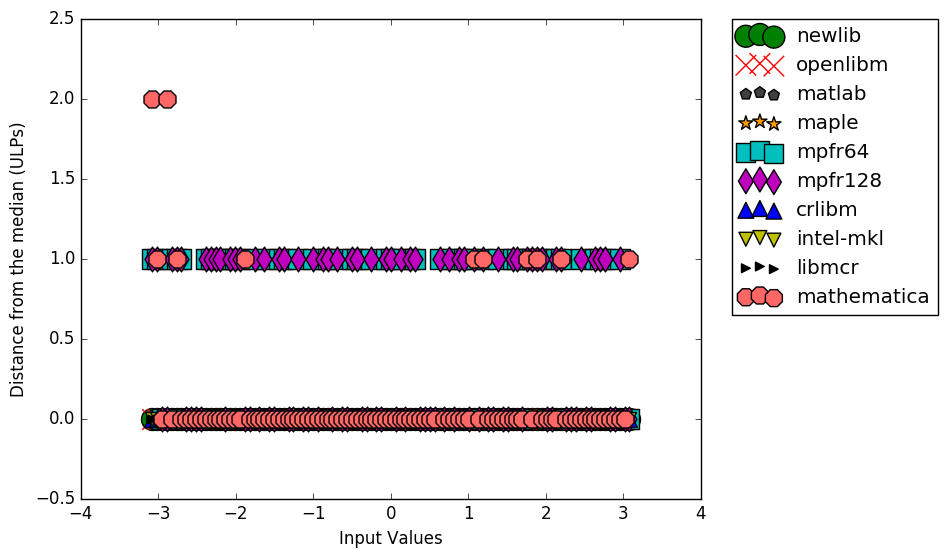 2.5
2.0
1.5
1.0
0.5
0.0
−0.5
−4
−3
−2
−1
0
1
2
3
4
Distance from the median (ULPs)
Input Values
newlib
openlibm
matlab
maple
mpfr64
mpfr128
crlibm
intel-mkl
libmcr
mathematica